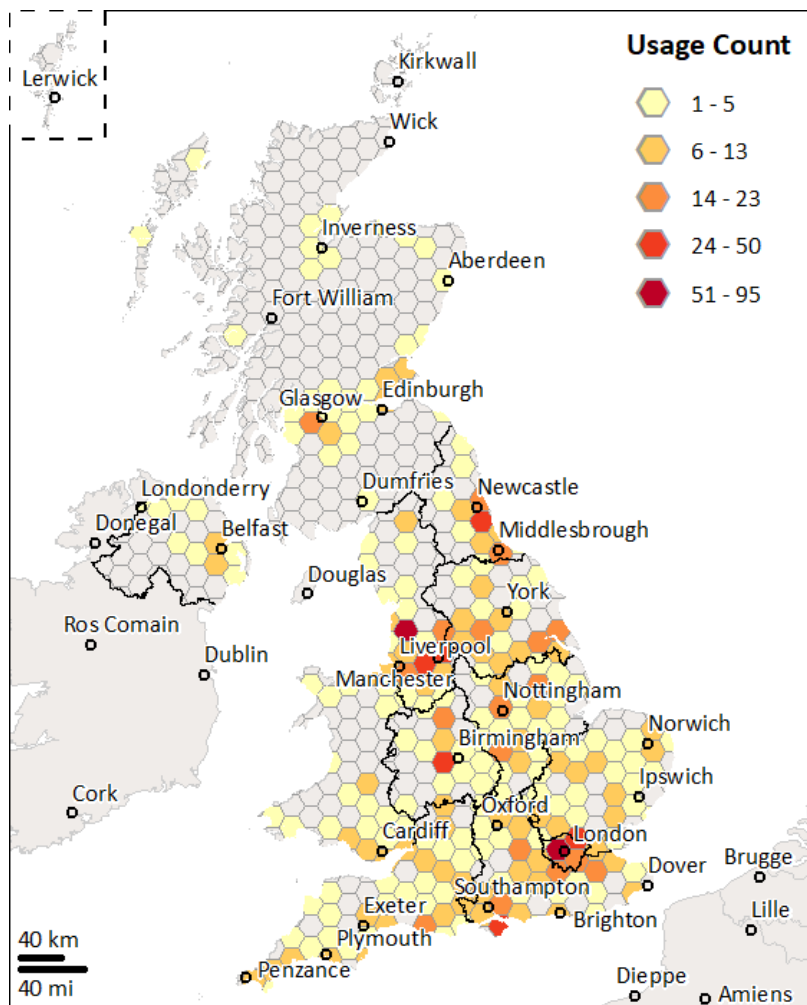 Usage Count
1 - 5
6 - 13
14 - 23
24 - 50
51 - 95
Lerwick
Kirkwall
Wick
Inverness
Aberdeen
Fort William
Glasgow
Edinburgh
Dumfries
Newcastle
Londonderry
Donegal
Belfast
Middlesbrough
Douglas
York
Ros Comain
Dublin
Liverpool
Manchester
Nottingham
Norwich
Birmingham
Ipswich
Cork
Cardiff
Oxford
London
Dover
Brugge
Southampton
Exeter
Brighton
Lille
Plymouth
40 km
Penzance
40 mi
Dieppe
Amiens